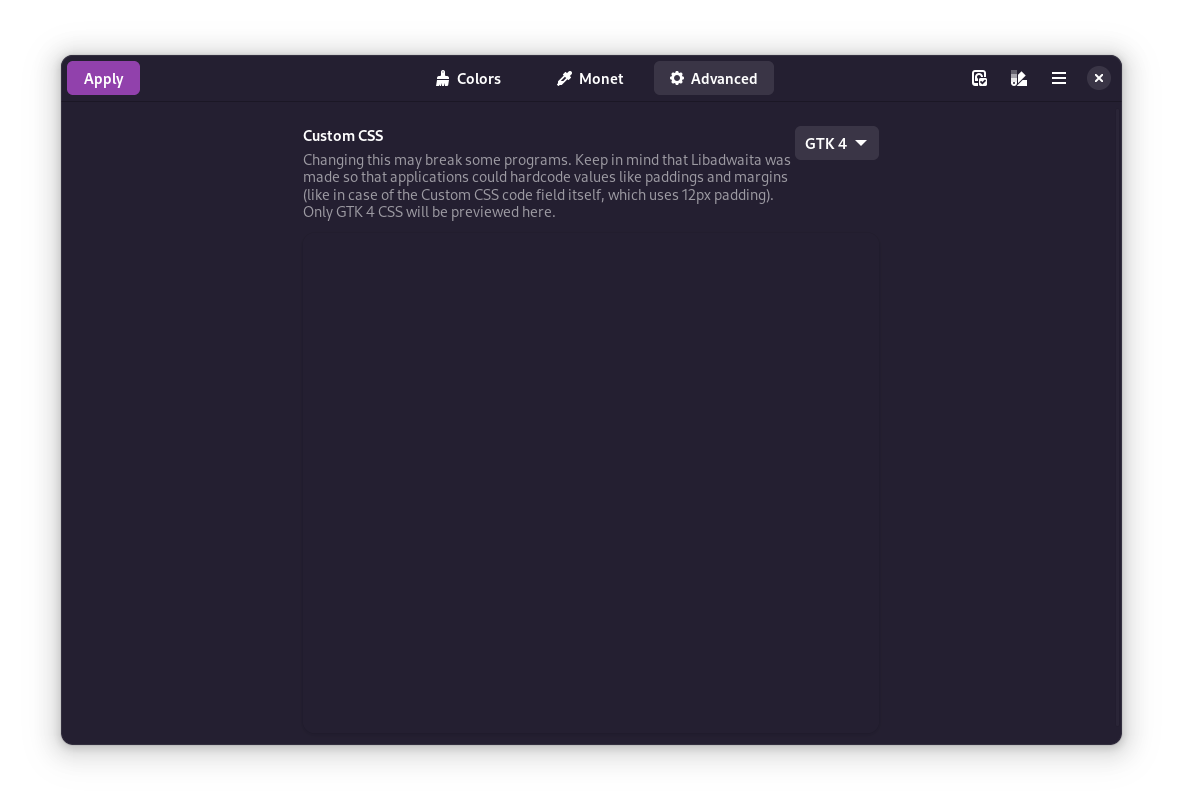 Apply
Colors
Monet
Advanced
Custom CSS
GTK 4
Changing this may break some programs. Keep in mind that Libadwaita was
made so that applications could hardcode values like paddings and margins
(like in case of the Custom CSS code field itself, which uses 12px padding).
Only GTK 4 CSS will be previewed here.